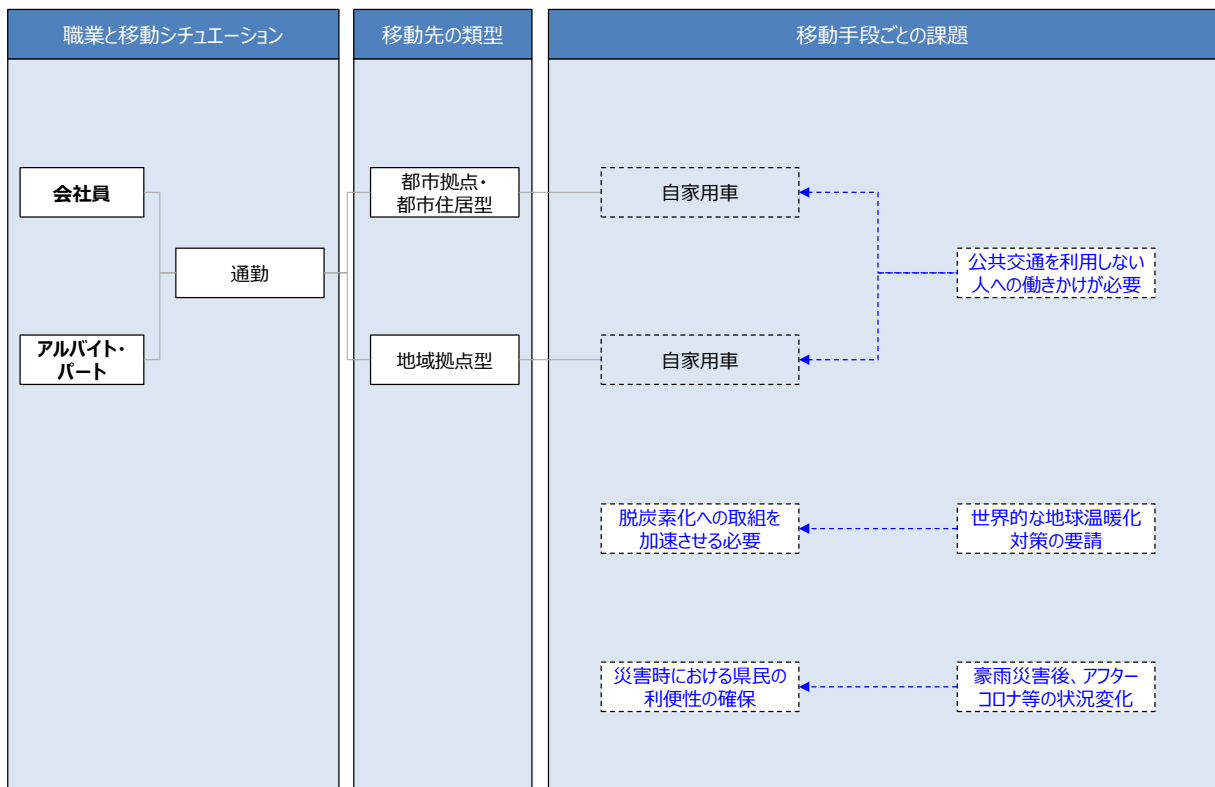 職業と移動シチュエーション
移動先の類型
移動手段ごとの課題
会社員
アルバイト・
パート
通勤
都市拠点・
都市住居型
地域拠点型
自家用車
自家用車
公共交通を利用しない
人への働きかけが必要
脱炭素化への取組を
加速させる必要
世界的な地球温暖化
対策の要請
災害時における県民の
利便性の確保
豪雨災害後、アフター
コロナ等の状況変化